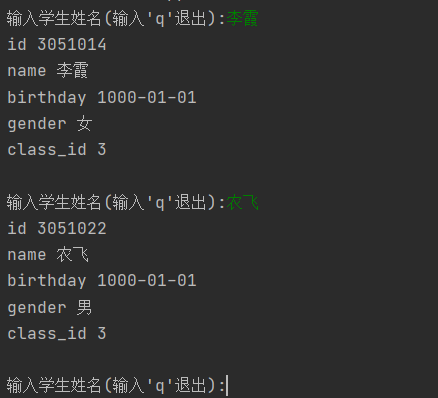 输入学生姓名(输入'q'退出):李霞
id 3051014
name 李霞
birthday 1000-01-01
gender 女
class_id 3
输入学生姓名(输入'q'退出):农飞
id 3051022
name 农飞
birthday 1000-01-01
gender 男
class_id 3
输入学生姓名(输入'q'退出):